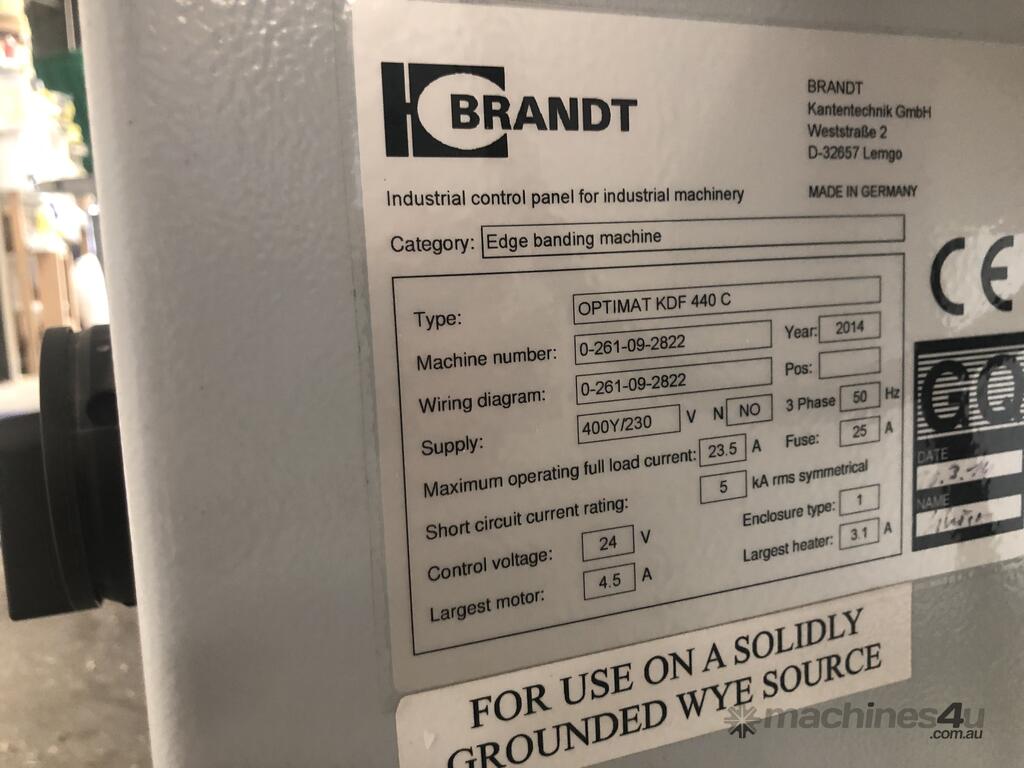 BRANDT
BRANDT
Kantentechnik GmbH
Weststraße 2
D-32657 Lemgo
MADE IN GERMANY
Industrial control panel for industrial machinery
Category: Edge banding machine
Type: OPTIMAT KDF 440 C
Machine number: 0-261-09-2822 Year: 2014
Wiring diagram: 0-261-09-2822 Pos:
Supply: 400Y/230 V N NO 3 Phase 50 Hz
Maximum operating full load current: 23.5 A Fuse: 25 A
Short circuit current rating: 5 kA rms symmetrical
Control voltage: 24 V Enclosure type: 1
Largest motor: 4.5 A Largest heater: 3.1 A
CE
GQ
DATE
NAME
FOR USE ON A SOLIDLY
GROUNDED WYE SOURCE
machines4u
.com.au